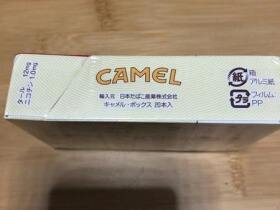 タール 12mg
ニコチン 1.0mg
CAMEL
輸入元 日本たばこ産業株式会社
キャメル・ボックス 20本入
紙
箱
アルミ紙
プラ
フィルム:
PP